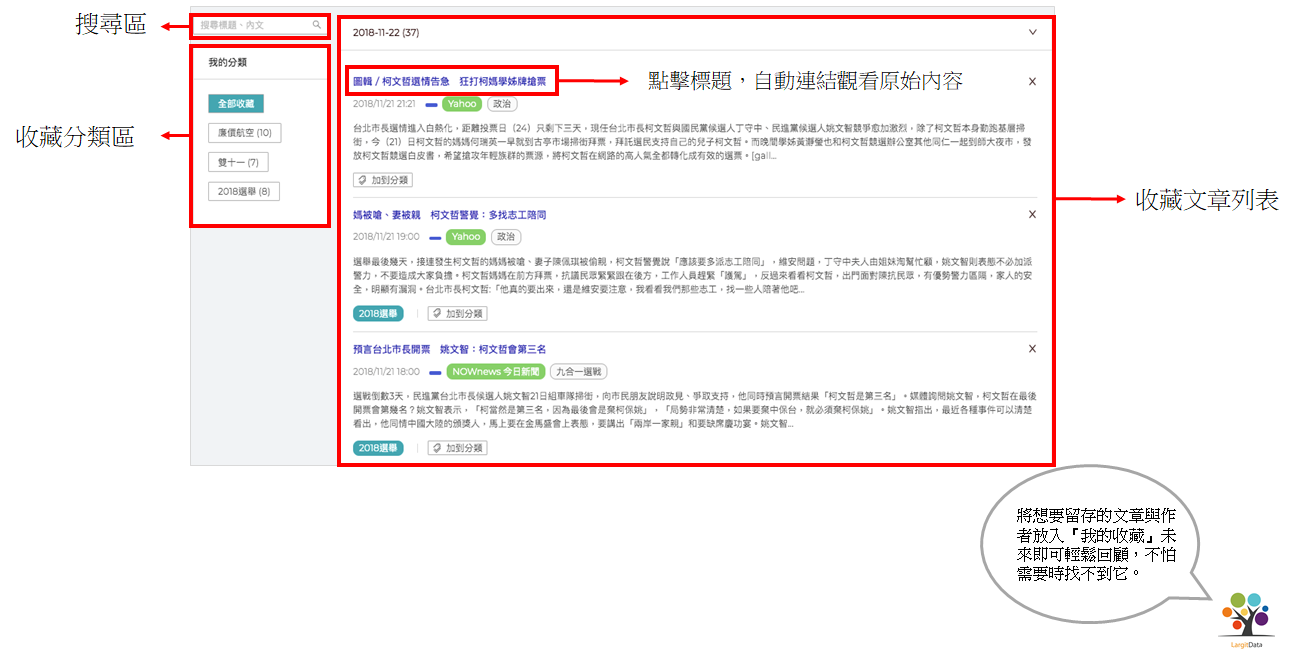 搜尋區
搜尋標題、內文
收藏分類區
我的分類
全部收藏
廉價航空 (10)
雙十一 (7)
2018選舉 (8)
2018-11-22 (37)
圖輯 / 柯文哲選情告急 狂打柯媽學姊牌搶票
X
點擊標題，自動連結觀看原始內容
2018/11/21 21:21 Yahoo 政治
台北市長選情進入白熱化，距離投票日（24）只剩下三天，現任台北市長柯文哲與國民黨候選人丁守中、民進黨候選人姚文智競爭愈加激烈，除了柯文哲本身勤跑基層掃
街，今（21）日柯文哲的媽媽何瑞英一早就到古亭市場掃街拜票，拜託選民支持自己的兒子柯文哲。而晚間學姊黃瀞瑩也和柯文哲競選辦公室其他同仁一起到師大夜市，發
放柯文哲競選白皮書，希望搶攻年輕族群的票源，將柯文哲在網路的高人氣全都轉化成有效的選票。[gall...
加到分類
媽被嗆、妻被親 柯文哲警覺：多找志工陪同
X
2018/11/21 19:00 Yahoo 政治
選舉最後幾天，接連發生柯文哲的媽媽被嗆、妻子陳佩琪被偷親，柯文哲警覺說「應該要多派志工陪同」，維安問題，丁守中夫人由姐妹淘幫忙顧，姚文智則表態不必加派
警力，不要造成大家負擔。柯文哲媽媽在前方拜票，抗議民眾緊緊跟在後方，工作人員趕緊「護駕」，反過來看看柯文哲，出門面對陳抗民眾，有優勢警力區隔，家人的安
全，明顯有漏洞。台北市長柯文哲:「他真的要出來，還是維安要注意，我看看我們那些志工，找一些人陪著他吧...
2018選舉 加到分類
預言台北市長開票 姚文智：柯文哲會第三名
X
2018/11/21 18:00 NOWnews 今日新聞 九合一選戰
選戰倒數3天，民進黨台北市長候選人姚文智21日組車隊掃街，向市民朋友說明政見、爭取支持，他同時預言開票結果「柯文哲是第三名」。媒體詢問姚文智，柯文哲在最後
開票會第幾名？姚文智表示，「柯當然是第三名，因為最後會是棄柯保姚」，「局勢非常清楚，如果要棄中保台，就必須棄柯保姚」。姚文智指出，最近各種事件可以清楚
看出，他同情中國大陸的頒獎人，馬上要在金馬盛會上表態，要講出「兩岸一家親」和要缺席慶功宴。姚文智...
2018選舉 加到分類
收藏文章列表
將想要留存的文章與作
者放入『我的收藏』未
來即可輕鬆回顧，不怕
需要時找不到它。
LargitData